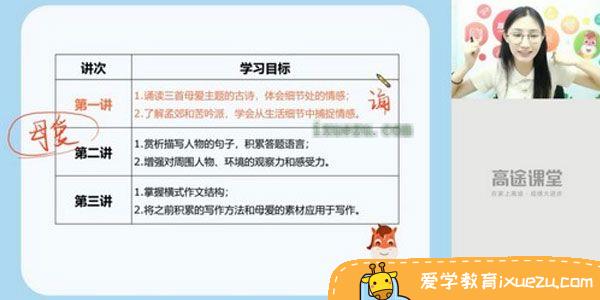 讲次 学习目标
第一讲
1.诵读三首母爱主题的古诗，体会细节处的情感；
2.了解孟郊和苦吟派，学会从生活细节中捕捉情感。
诵
母爱
ixuezu.com
第二讲
1.赏析描写人物的句子，积累答题语言；
2.增强对周围人物、环境的观察力和感受力。
第三讲
1.掌握横式作文结构；
2.将之前积累的写作方法和母爱的素材应用于写作。
高途课堂
在家上高途·成绩大进步
爱学教育ixuezu.com